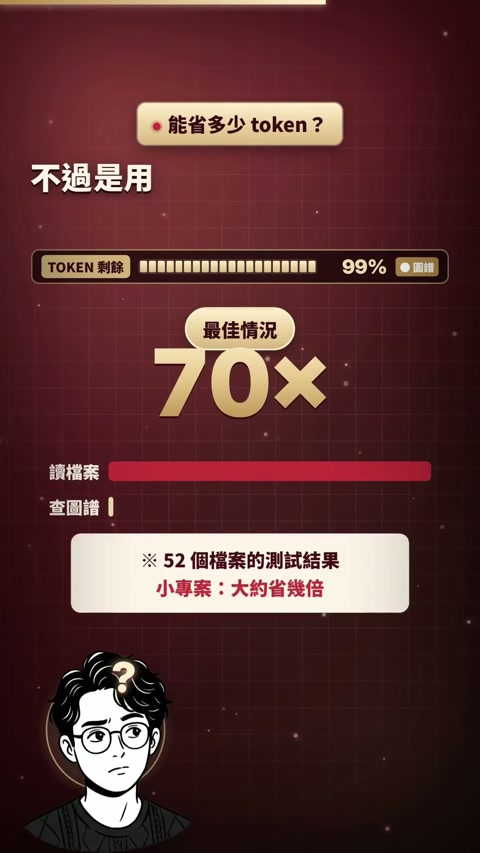 能省多少 token？
不過是用
TOKEN 剩餘 99% 圖譜
最佳情況
70×
讀檔案
查圖譜
※ 52 個檔案的測試結果
小專案：大約省幾倍
?